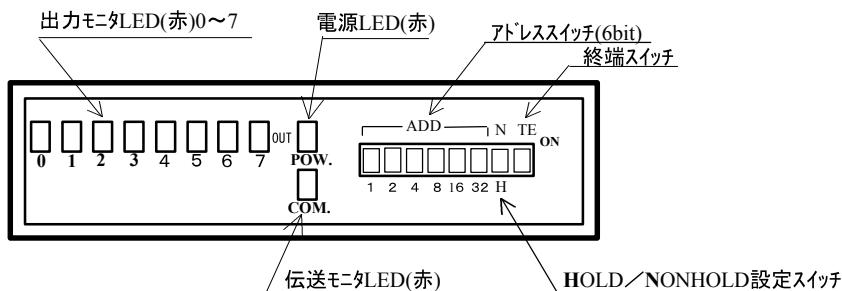 出力ﾓﾆﾀLED(赤)0～7
電源LED(赤)
ｱﾄﾞﾚｽｽｲｯﾁ(6bit)
終端ｽｲｯﾁ
ADD N TE
ON
OUT
0 1 2 3 4 5 6 7
POW.
1 2 4 8 16 32 H
COM.
伝送ﾓﾆﾀLED(赤)
HOLD／NONHOLD設定ｽｲｯﾁ